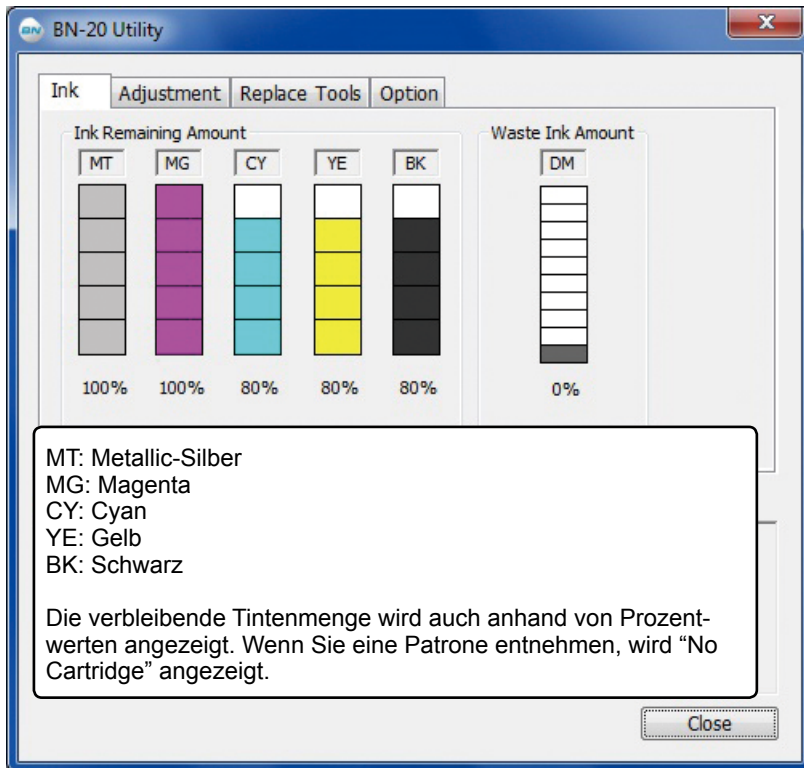 BN-20 Utility
Ink Adjustment Replace Tools Option
Ink Remaining Amount Waste Ink Amount
MT MG CY YE BK DM
100% 100% 80% 80% 80% 0%
MT: Metallic-Silber
MG: Magenta
CY: Cyan
YE: Gelb
BK: Schwarz
Die verbleibende Tintenmenge wird auch anhand von Prozent-
werten angezeigt. Wenn Sie eine Patrone entnehmen, wird “No
Cartridge” angezeigt.
Close